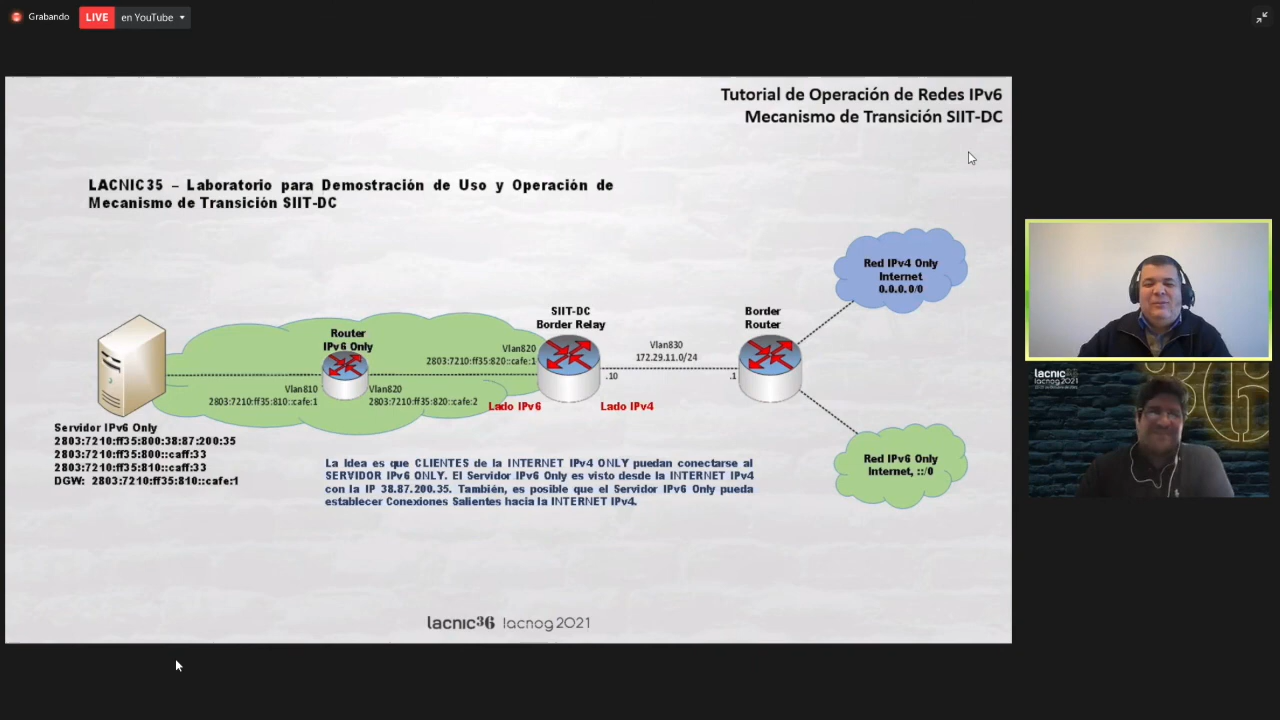 Grabando
LIVE
en YouTube
Tutorial de Operación de Redes IPv6
Mecanismo de Transición SIIT-DC
LACNIC35 – Laboratorio para Demostración de Uso y Operación de
Mecanismo de Transición SIIT-DC
Red IPv4 Only
Internet
0.0.0.0/0
SIIT-DC
Border Relay
Border
Router
Router
IPv6 Only
Vlan820
2803:7210:ff35:820::cafe:1
Vlan830
172.29.11.0/24
.10
.1
Vlan810
2803:7210:ff35:810::cafe:1
Vlan820
2803:7210:ff35:820::cafe:2
Lado IPv6
Lado IPv4
Servidor IPv6 Only
2803:7210:ff35:800:38:87:200:35
2803:7210:ff35:800::caff:33
2803:7210:ff35:810::caff:33
DGW: 2803:7210:ff35:810::cafe:1
La Idea es que CLIENTES de la INTERNET IPv4 ONLY puedan conectarse al
SERVIDOR IPv6 ONLY. El Servidor IPv6 Only es visto desde la INTERNET IPV4
con la IP 38.87.200.35. También, es posible que el Servidor IPv6 Only pueda
establecer Conexiones Salientes hacia la INTERNET IPv4.
Red IPv6 Only
Internet, ::/0
lacnic36 lacnog2021
lacnic36
lacnog2021